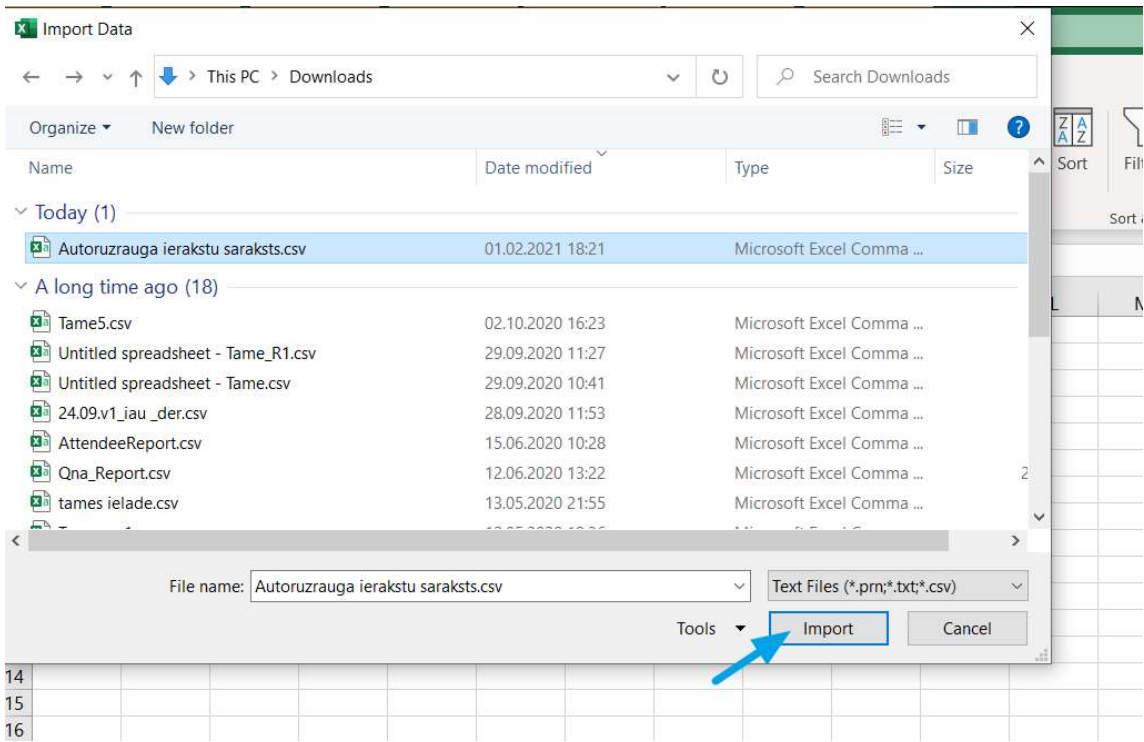 Import Data
This PC > Downloads
Search Downloads
Organize New folder
Name Date modified Type Size
Today (1)
Autoruzrauga ierakstu saraksts.csv 01.02.2021 18:21 Microsoft Excel Comma ...
A long time ago (18)
Tame5.csv 02.10.2020 16:23 Microsoft Excel Comma ...
Untitled spreadsheet - Tame_R1.csv 29.09.2020 11:27 Microsoft Excel Comma ...
Untitled spreadsheet - Tame.csv 29.09.2020 10:41 Microsoft Excel Comma ...
24.09.v1_iau _der.csv 28.09.2020 11:53 Microsoft Excel Comma ...
AttendeeReport.csv 15.06.2020 10:28 Microsoft Excel Comma ...
Qna_Report.csv 12.06.2020 13:22 Microsoft Excel Comma ... 2
tames ielade.csv 13.05.2020 21:55 Microsoft Excel Comma ...
File name: Autoruzrauga ierakstu saraksts.csv Text Files (*.prn;*.txt;*.csv)
Tools Import Cancel
Sort
Sort
L
14
15
16